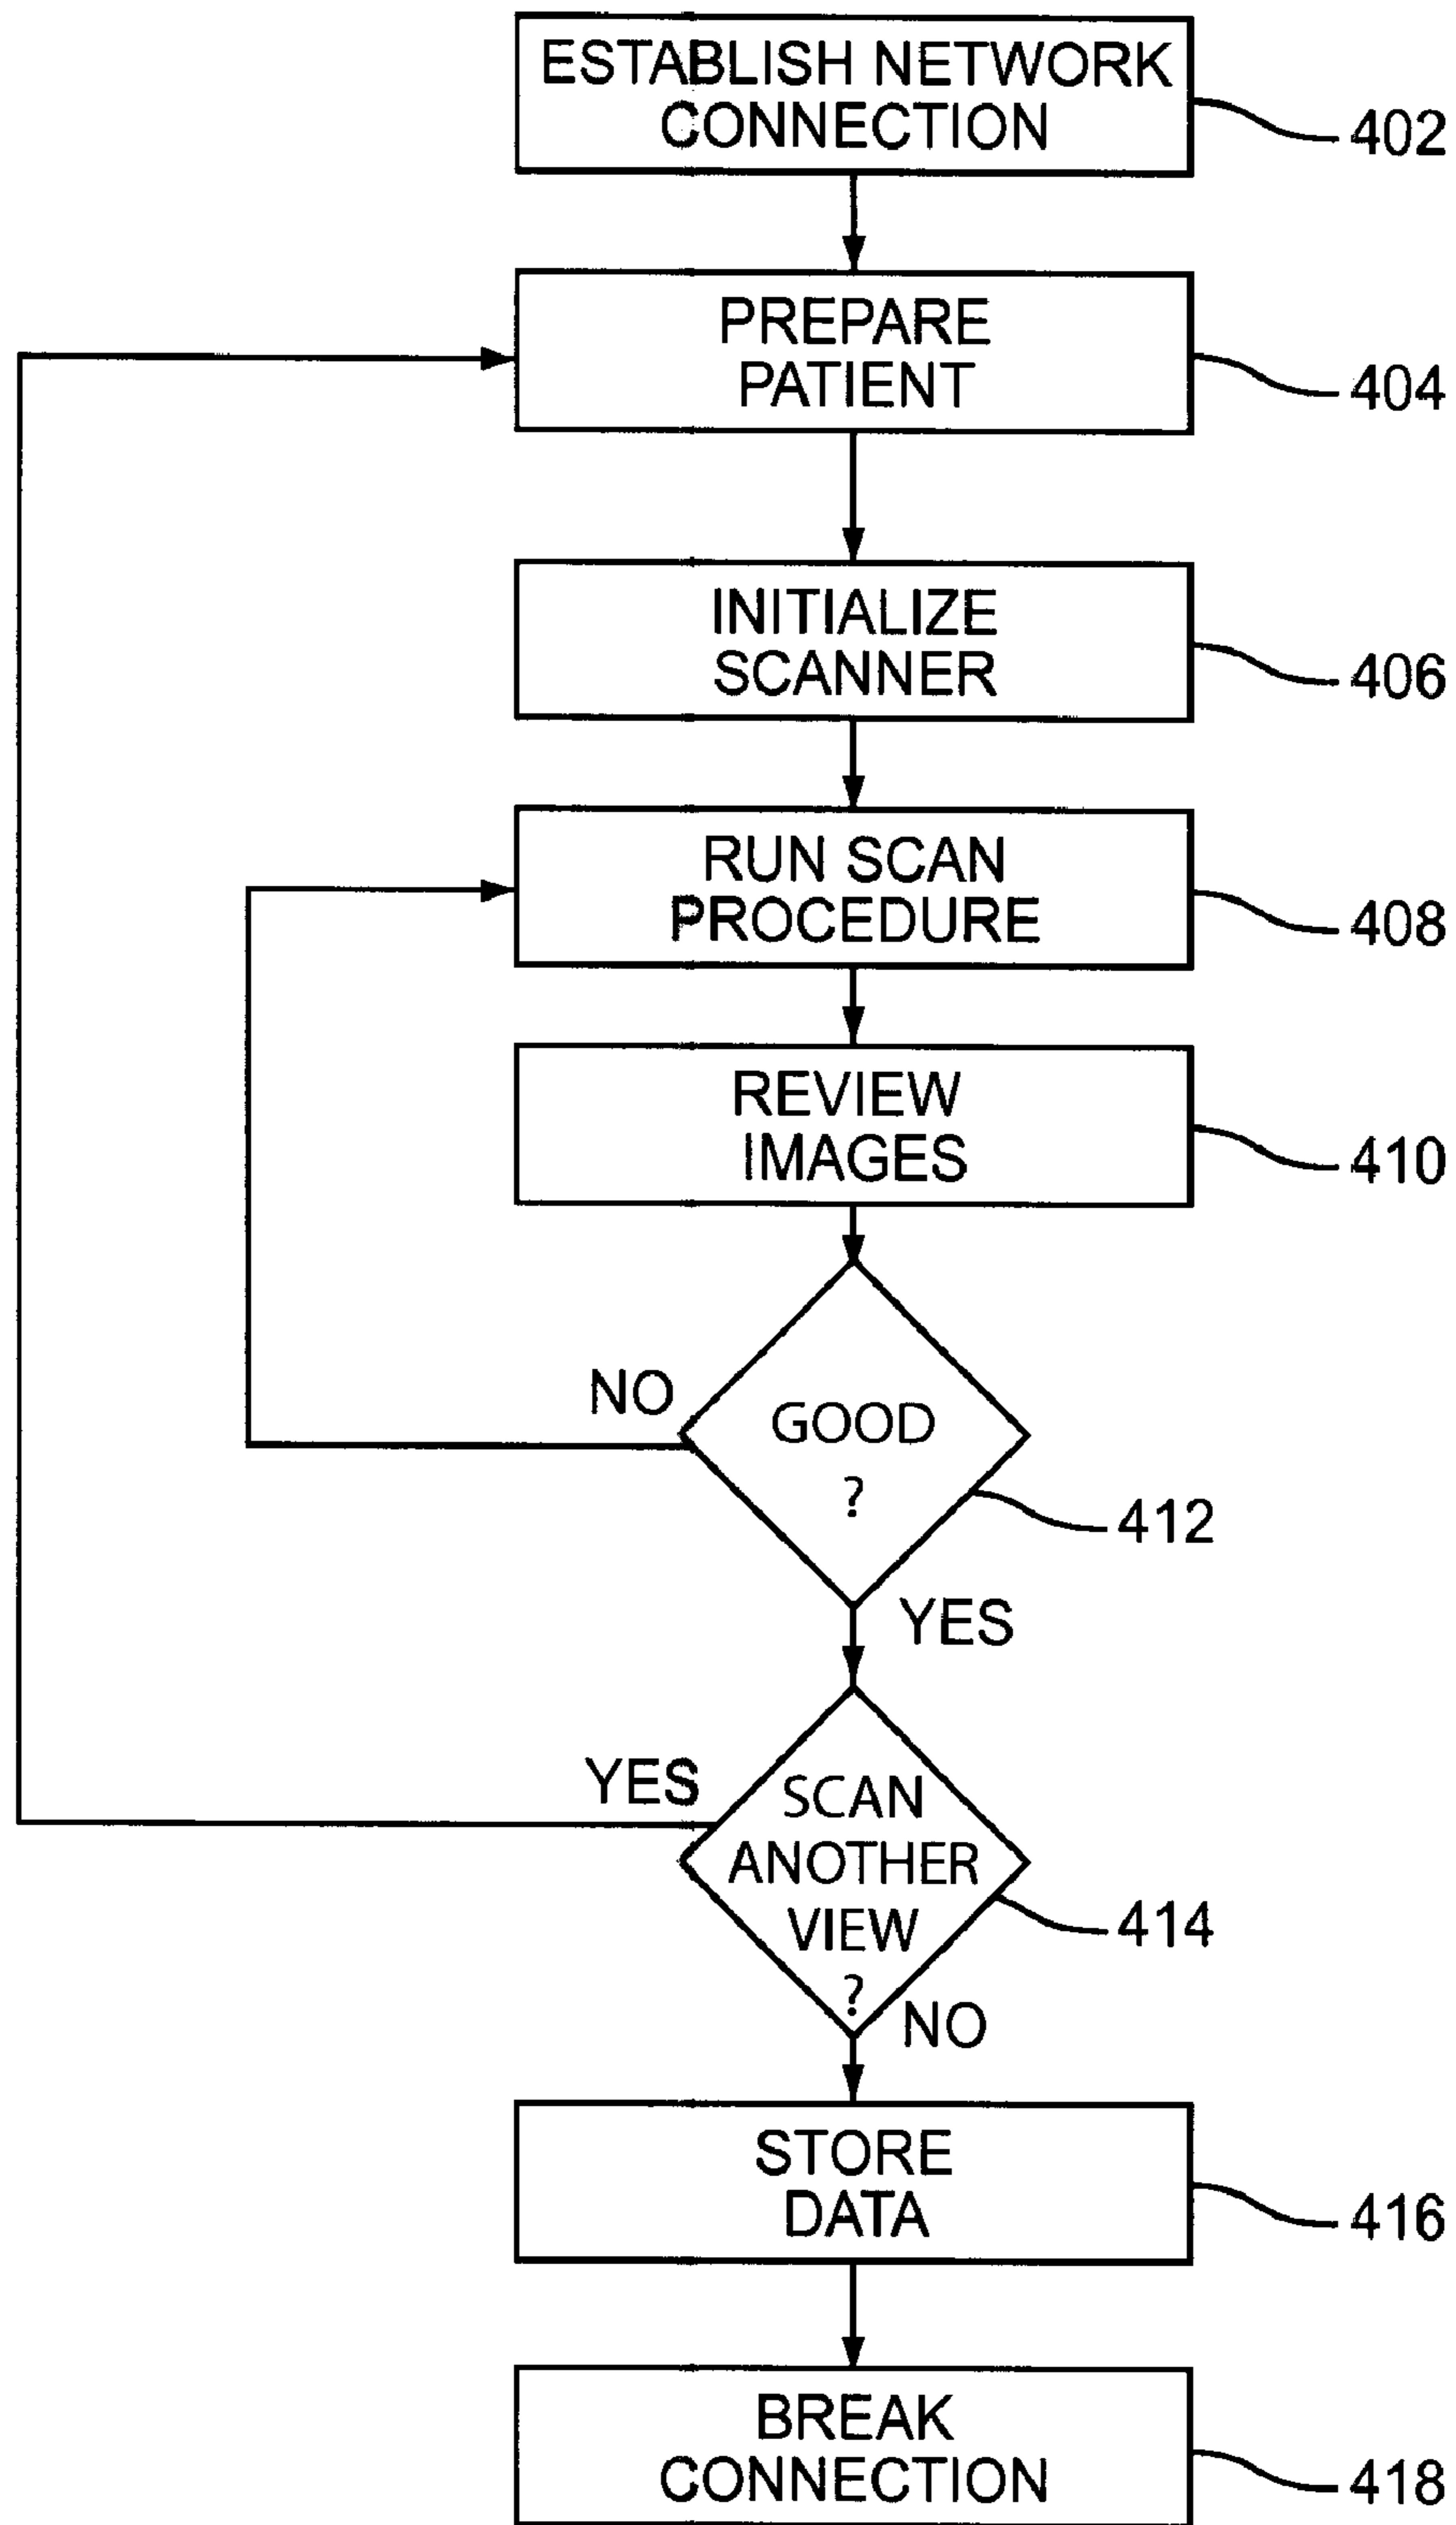 ESTABLISH NETWORK
CONNECTION
402
PREPARE
PATIENT
404
INITIALIZE
SCANNER
406
RUN SCAN
PROCEDURE
408
REVIEW
IMAGES
410
NO
GOOD
?
412
YES
YES
SCAN
ANOTHER
VIEW
?
414
NO
STORE
DATA
416
BREAK
CONNECTION
418